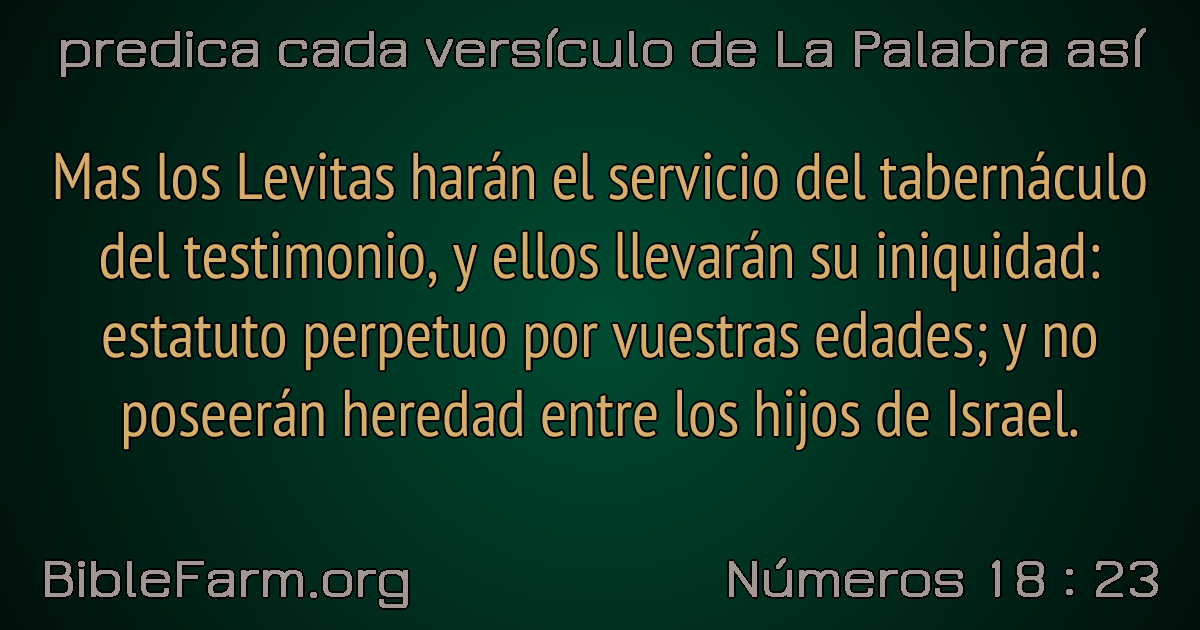 predica cada versículo de La Palabra así
Mas los Levitas harán el servicio del tabernáculo
del testimonio, y ellos llevarán su iniquidad:
estatuto perpetuo por vuestras edades; y no
poseerán heredad entre los hijos de Israel.
BibleFarm.org
Números 18 : 23